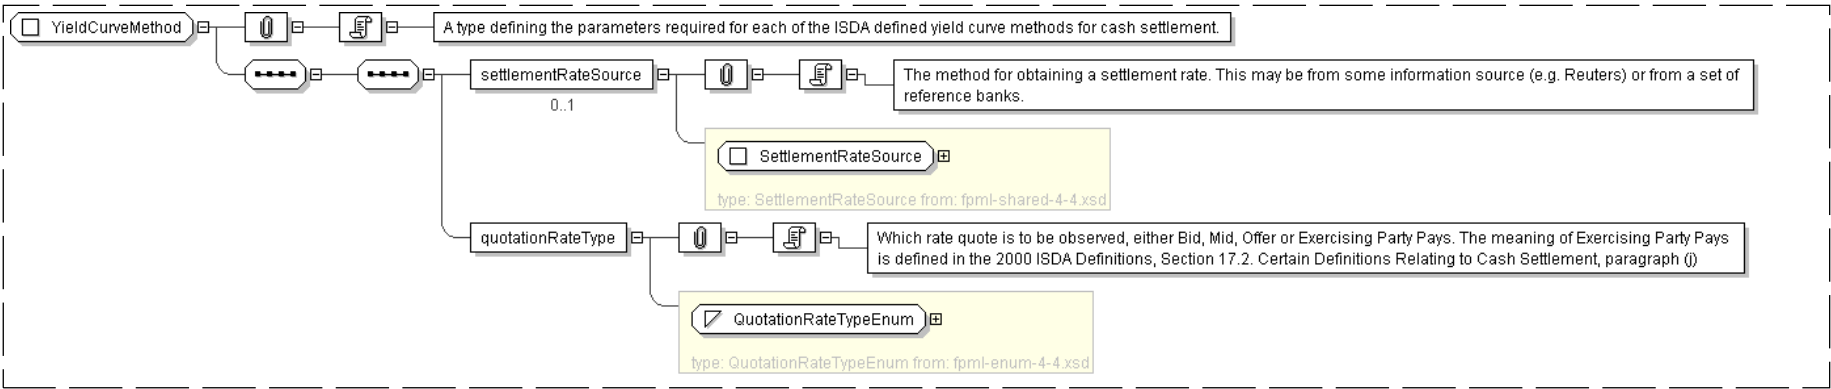 YieldCurveMethod
A type defining the parameters required for each of the ISDA defined yield curve methods for cash settlement.
settlementRateSource
0..1
The method for obtaining a settlement rate. This may be from some information source (e.g. Reuters) or from a set of
reference banks.
SettlementRateSource
type: SettlementRateSource from: fpml-shared-4-4.xsd
quotationRateType
Which rate quote is to be observed, either Bid, Mid, Offer or Exercising Party Pays. The meaning of Exercising Party Pays
is defined in the 2000 ISDA Definitions, Section 17.2. Certain Definitions Relating to Cash Settlement, paragraph (j)
QuotationRateTypeEnum
type: QuotationRateTypeEnum from: fpml-enum-4-4.xsd